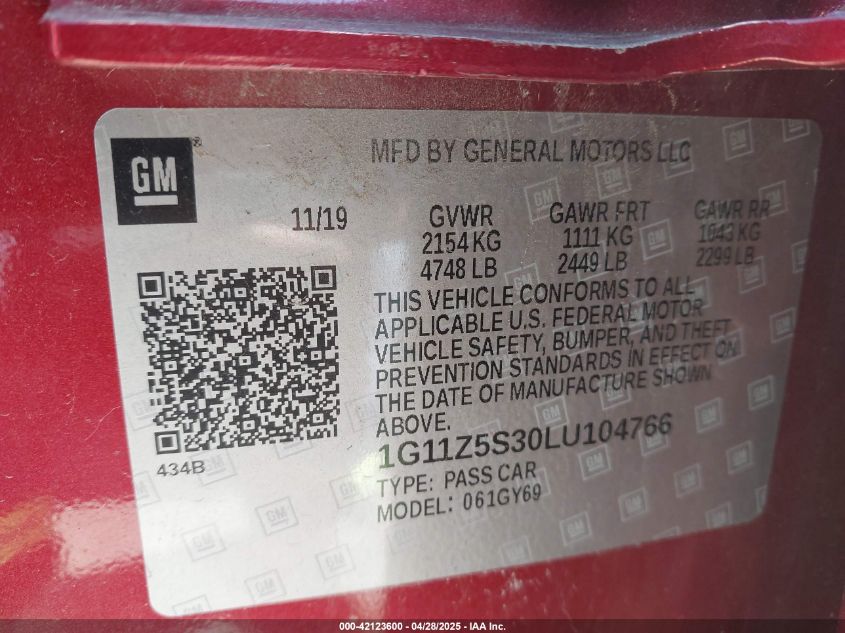 GM®
MFD BY GENERAL MOTORS LLC
11/19
GVWR GAWR FRT GAWR RR
2154 KG 1111 KG 1043 KG
4748 LB 2449 LB 2299 LB
THIS VEHICLE CONFORMS TO ALL
APPLICABLE U.S. FEDERAL MOTOR
VEHICLE SAFETY, BUMPER, AND THEFT
PREVENTION STANDARDS IN EFFECT ON
THE DATE OF MANUFACTURE SHOWN
ABOVE.
434B
1G11Z5S30LU104766
TYPE: PASS CAR
MODEL: 061GY69
000-42123600 - 04/28/2025 - IAA Inc.